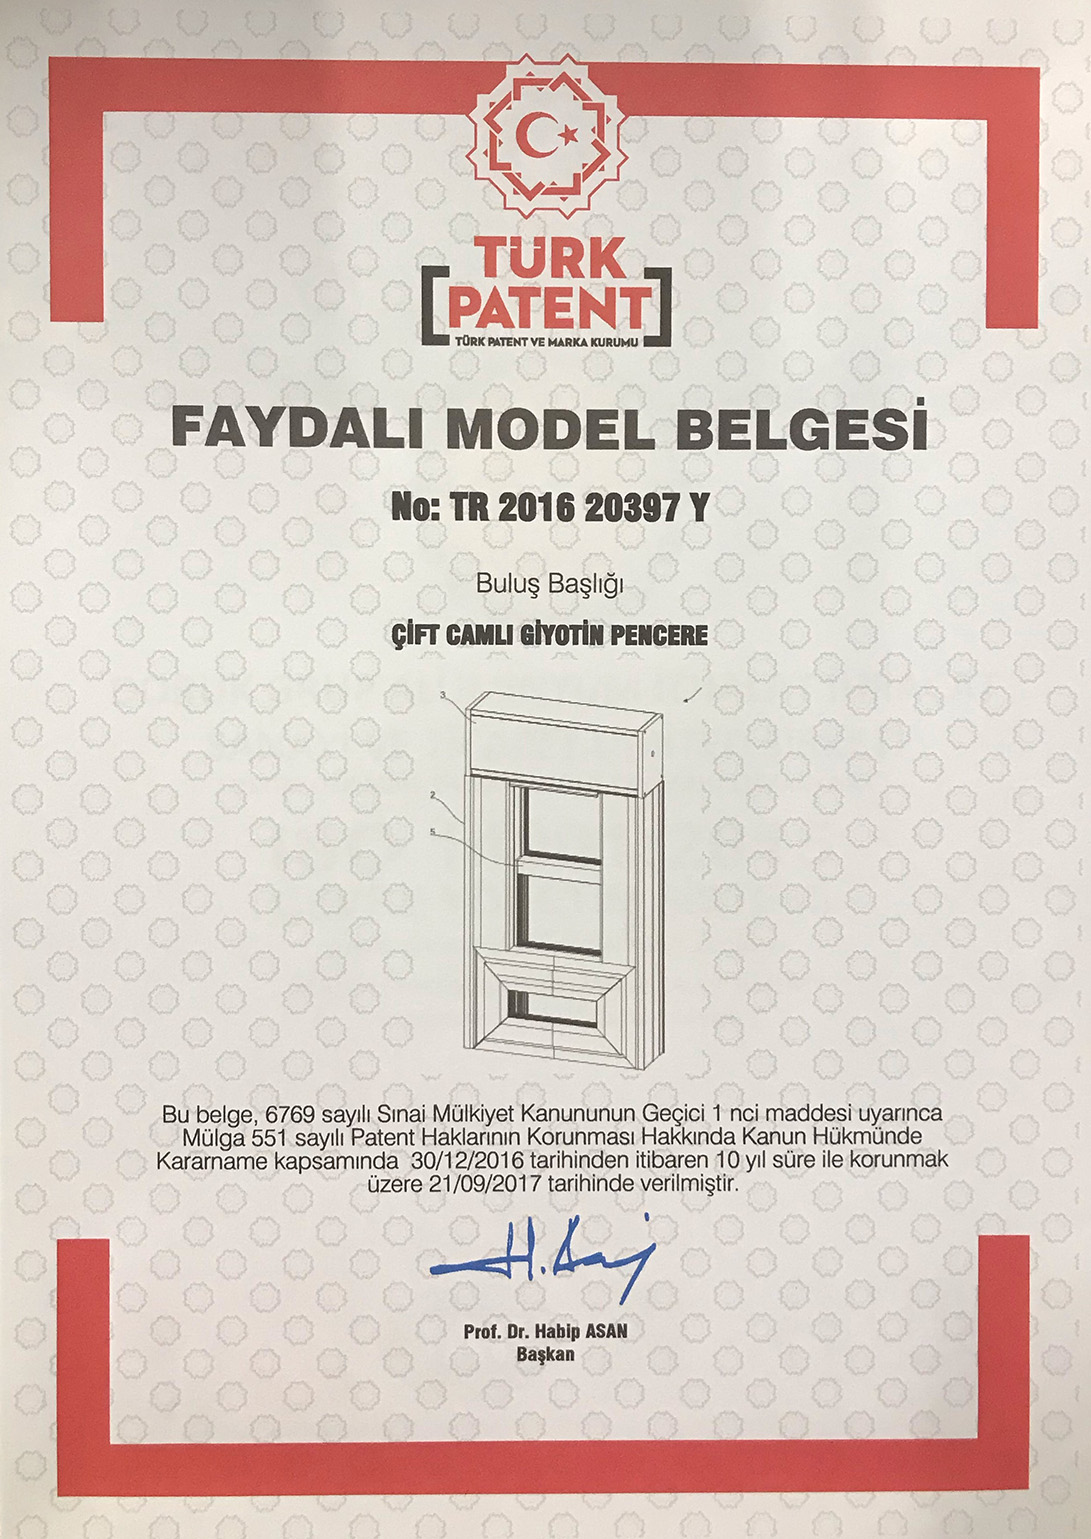 TÜRK
PATENT
TÜRK PATENT VE MARKA KURUMU
FAYDALI MODEL BELGESİ
No: TR 2016 20397 Y
Buluş Başlığı
ÇİFT CAMLI GİYOTİN PENCERE
3
2
5
Bu belge, 6769 sayılı Sınai Mülkiyet Kanununun Geçici 1 nci maddesi uyarınca
Mülga 551 sayılı Patent Haklarının Korunması Hakkında Kanun Hükmünde
Kararname kapsamında 30/12/2016 tarihinden itibaren 10 yıl süre ile korunmak
üzere 21/09/2017 tarihinde verilmiştir.
Prof. Dr. Habip ASAN
Başkan